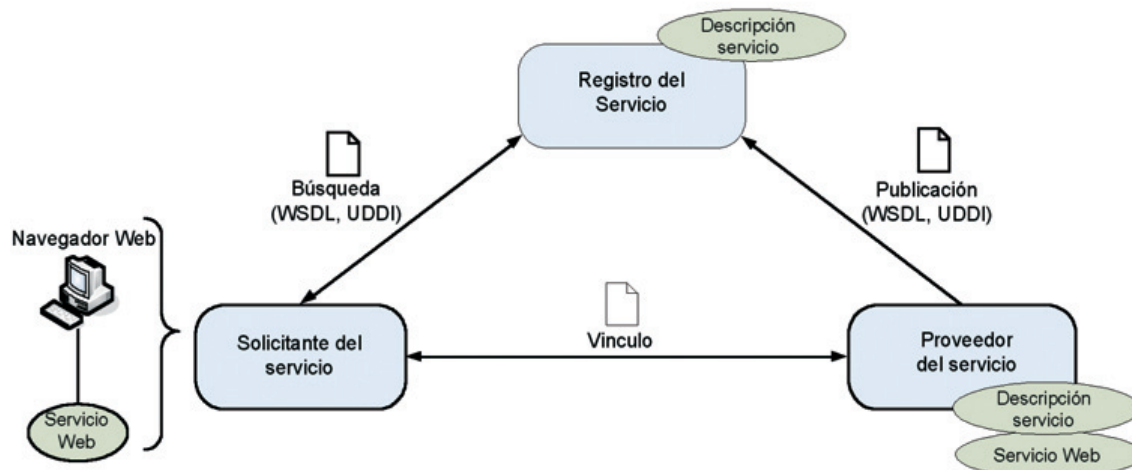 Descripción
servicio
Registro del
Servicio
Búsqueda
(WSDL, UDDI)
Publicación
(WSDL, UDDI)
Navegador Web
Servicio
Web
Solicitante del
servicio
Vinculo
Proveedor
del servicio
Descripción
servicio
Servicio Web